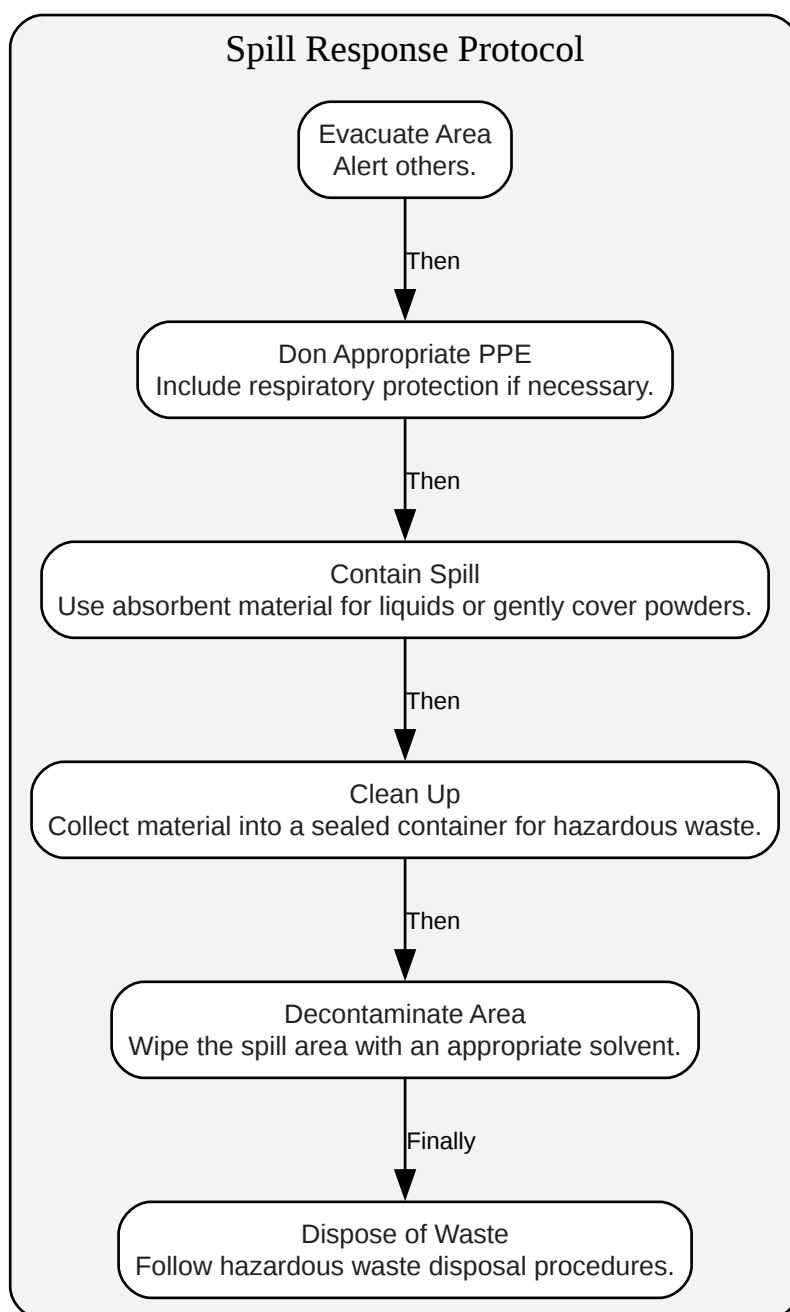 Spill Response Protocol
Evacuate Area
Alert others.
Then
Don Appropriate PPE
Include respiratory protection if necessary.
Then
Contain Spill
Use absorbent material for liquids or gently cover powders.
Then
Clean Up
Collect material into a sealed container for hazardous waste.
Then
Decontaminate Area
Wipe the spill area with an appropriate solvent.
Finally
Dispose of Waste
Follow hazardous waste disposal procedures.